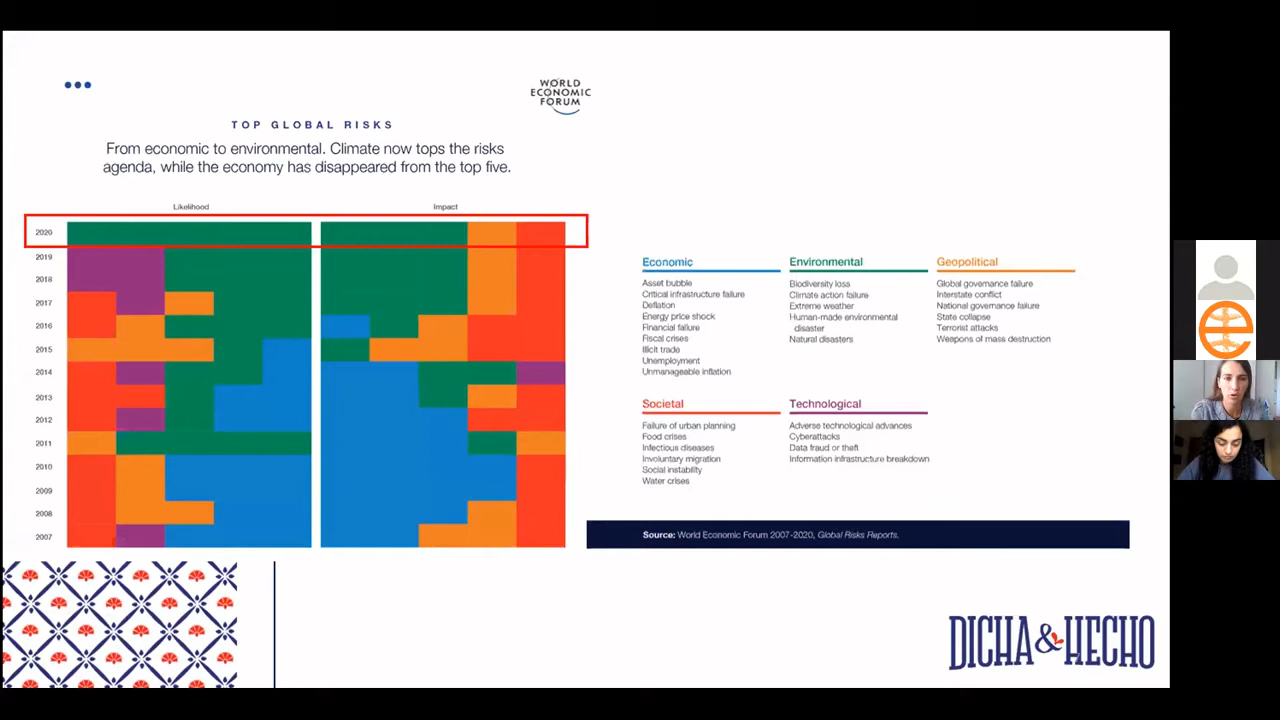 WORLD
ECONOMIC
FORUM
TOP GLOBAL RISKS
From economic to environmental. Climate now tops the risks
agenda, while the economy has disappeared from the top five.
Likelihood
Impact
2020
2019
2018
2017
2016
2015
2014
2013
2012
2011
2010
2009
2008
2007
Economic
Asset bubble
Critical infrastructure failure
Deflation
Energy price shock
Financial failure
Fiscal crises
Illicit trade
Unemployment
Unmanageable inflation
Environmental
Biodiversity loss
Climate action failure
Extreme weather
Human-made environmental
disaster
Natural disasters
Geopolitical
Global governance failure
Interstate conflict
National governance failure
State collapse
Terrorist attacks
Weapons of mass destruction
Societal
Failure of urban planning
Food crises
Infectious diseases
Involuntary migration
Social instability
Water crises
Technological
Adverse technological advances
Cyberattacks
Data fraud or theft
Information infrastructure breakdown
Source: World Economic Forum 2007-2020, Global Risks Reports.
DICHA & HECHO